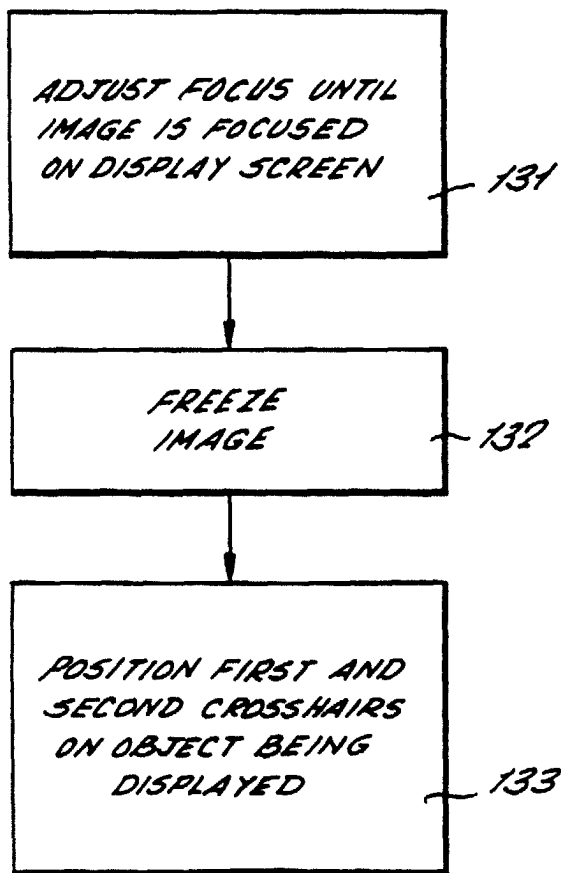 ADJUST FOCUS UNTIL
IMAGE IS FOCUSED
ON DISPLAY SCREEN
131
FREEZE
IMAGE
132
POSITION FIRST AND
SECOND CROSSHAIRS
ON OBJECT BEING
DISPLAYED
133